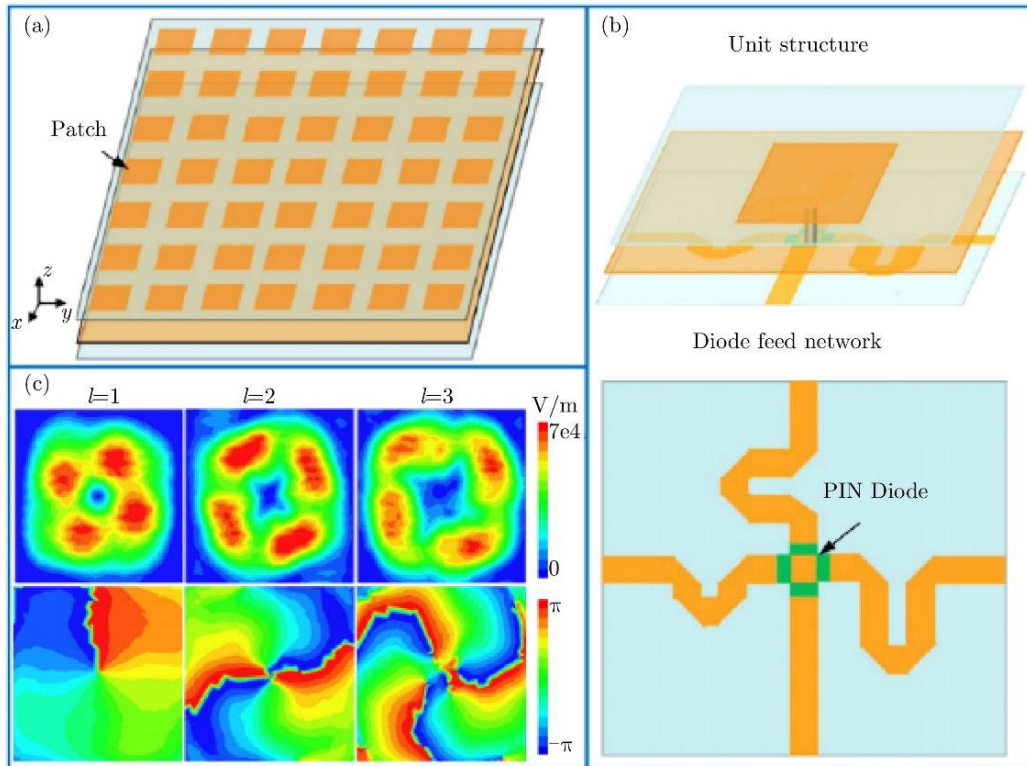 (a)
Patch
z
x
y
(b)
Unit structure
Diode feed network
PIN Diode
(c)
l=1
l=2
l=3
V/m
7e4
0
π
−π